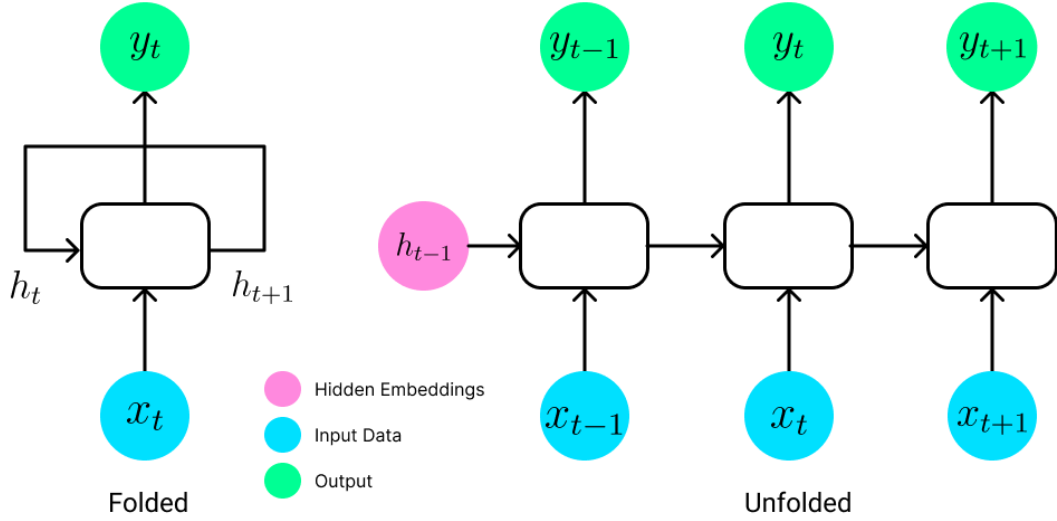 y_t
y_{t-1}
y_t
y_{t+1}
h_t
h_{t+1}
h_{t-1}
x_t
x_{t-1}
x_t
x_{t+1}
Hidden Embeddings
Input Data
Output
Folded
Unfolded